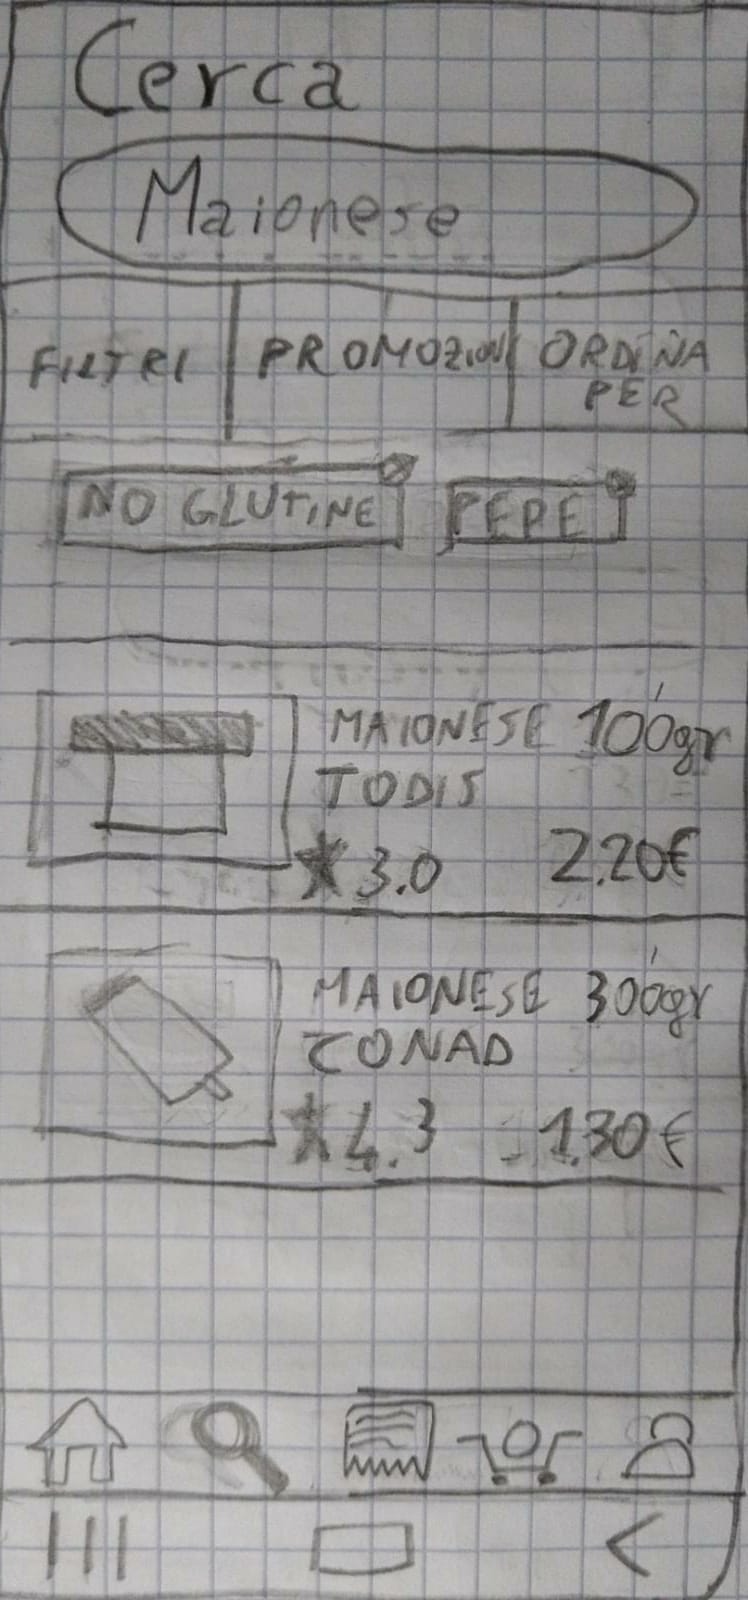 Cerca
Maionese
FILTRI PROMOZIONI ORDINA PER
NO GLUTINE PEPE
MAIONESE 100gr
TODIS
3.0 2.20€
MAIONESE 300gr
CONAD
4.3 1.30€